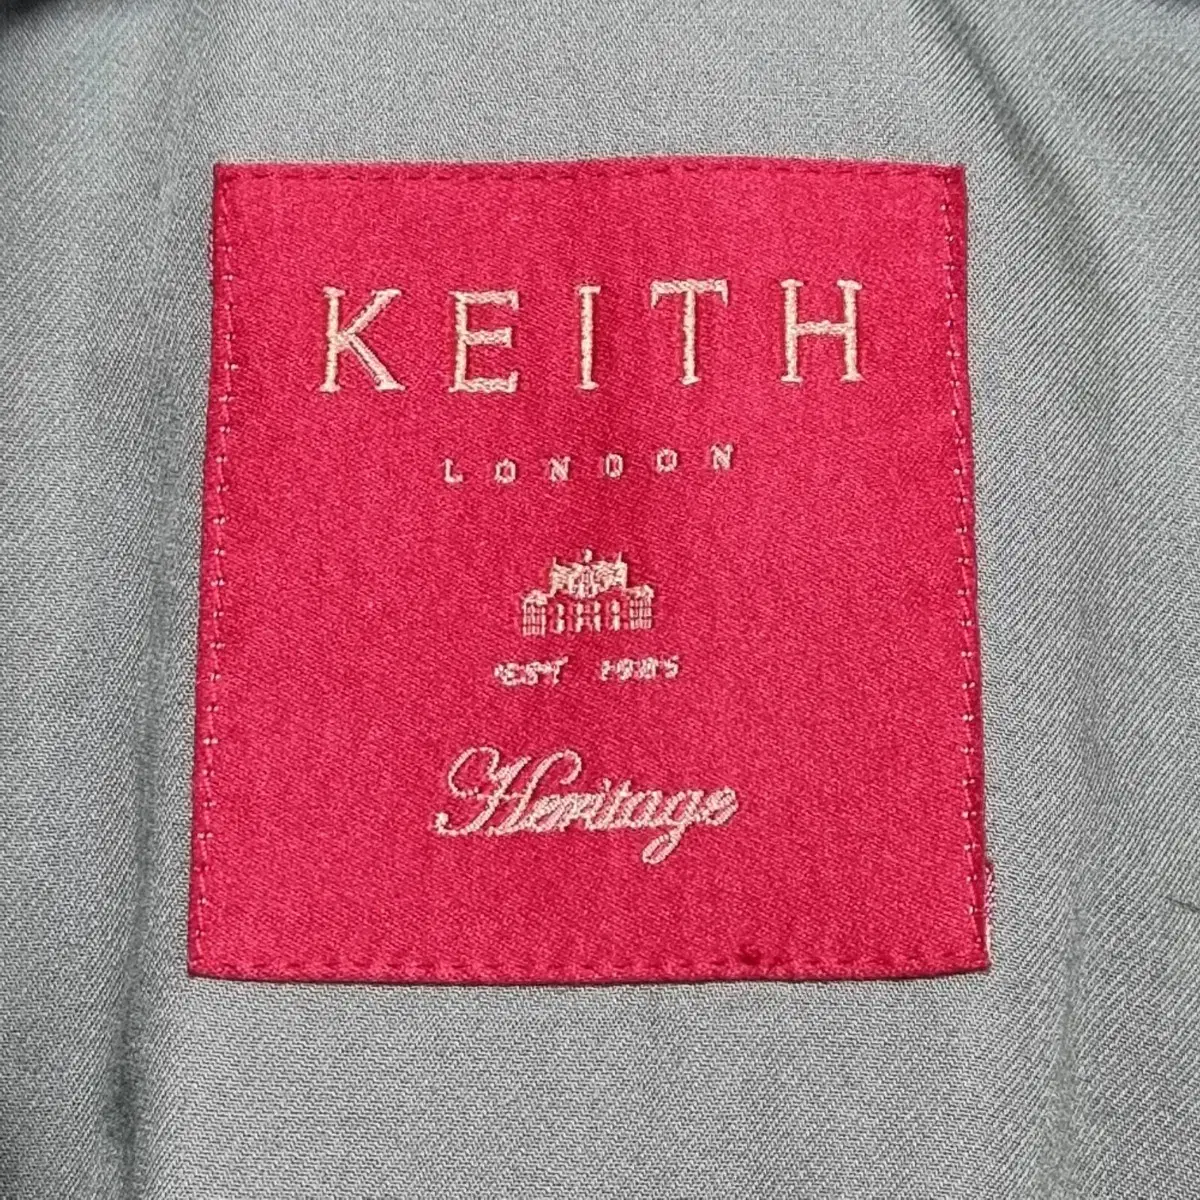 KEITH
LONDON
EST 1985
Heritage